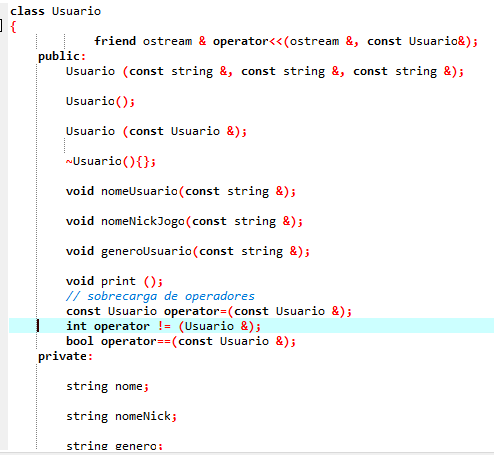 class Usuario
{
friend ostream & operator<<(ostream &, const Usuario&);
public:
Usuario (const string &, const string &, const string &);
Usuario();
Usuario (const Usuario &);
~Usuario(){};
void nomeUsuario(const string &);
void nomeNickJogo(const string &);
void generoUsuario(const string &);
void print ();
// sobrecarga de operadores
const Usuario operator=(const Usuario &);
int operator != (Usuario &);
bool operator==(const Usuario &);
private:
string nome;
string nomeNick;
string genero;